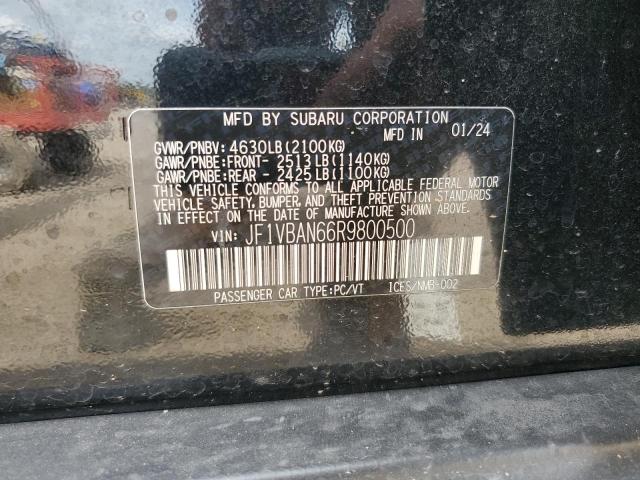 MFD BY SUBARU CORPORATION
MFD IN 01/24
GVWR/PNBV: 4630LB(2100KG)
GAWR/PNBE:FRONT- 2513LB(1140KG)
GAWR/PNBE:REAR - 2425LB(1100KG)
THIS VEHICLE CONFORMS TO ALL APPLICABLE FEDERAL MOTOR
VEHICLE SAFETY, BUMPER, AND THEFT PREVENTION STANDARDS
IN EFFECT ON THE DATE OF MANUFACTURE SHOWN ABOVE.
VIN: JF1VBAN66R9800500
PASSENGER CAR TYPE:PC/VT ICES/NMB-002